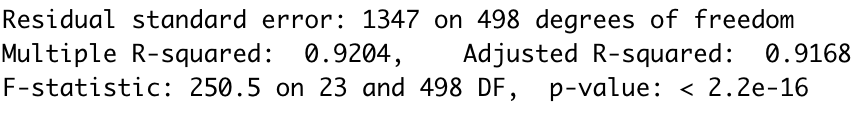 Residual standard error: 1347 on 498 degrees of freedom
Multiple R-squared:  0.9204,    Adjusted R-squared:  0.9168
F-statistic: 250.5 on 23 and 498 DF,  p-value: < 2.2e-16